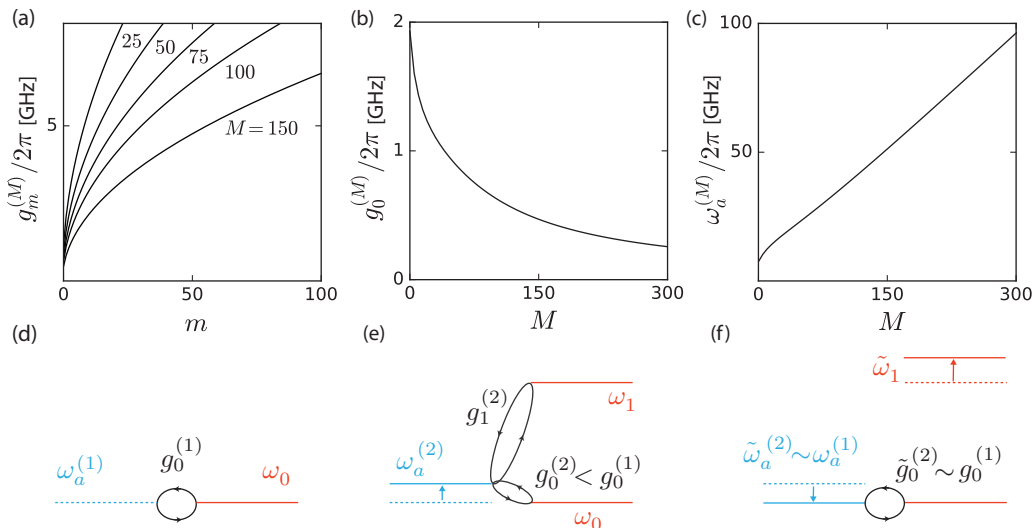 (a)
g_m^(M)/2π [GHz]
5
25
50
75
100
M=150
0
50
100
m
(b)
g_0^(M)/2π [GHz]
2
1
0
0
150
300
M
(c)
ω_a^(M)/2π [GHz]
100
50
0
150
300
M
(d)
ω_a^(1)
g_0^(1)
ω_0
(e)
ω_a^(2)
g_1^(2)
ω_1
g_0^(2) < g_0^(1)
ω_0
(f)
ω̃_1
ω̃_a^(2) ~ ω_a^(1)
g̃_0^(2) ~ g_0^(1)